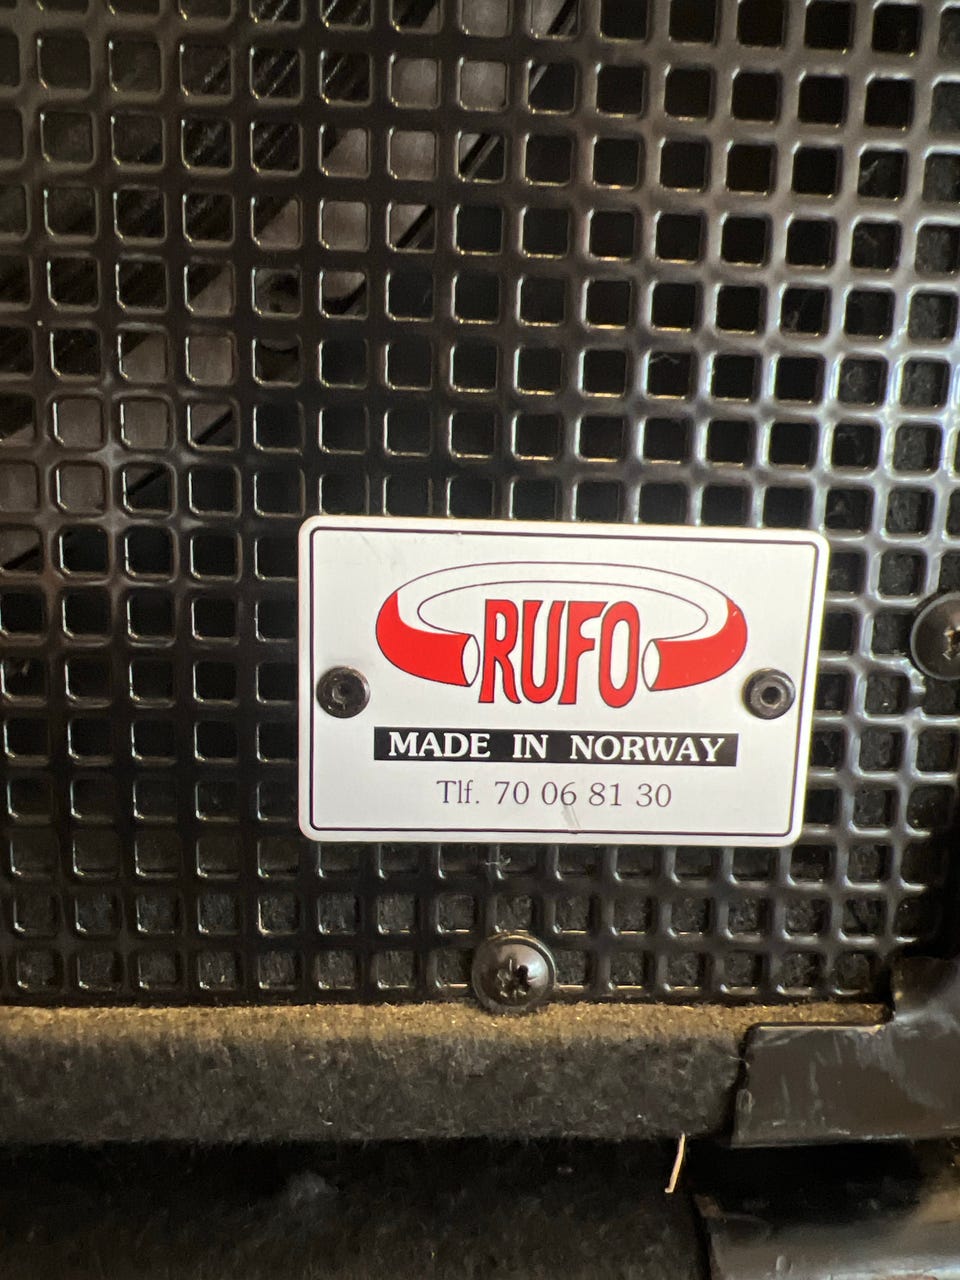 RUFO
MADE IN NORWAY
Tlf. 70 06 81 30